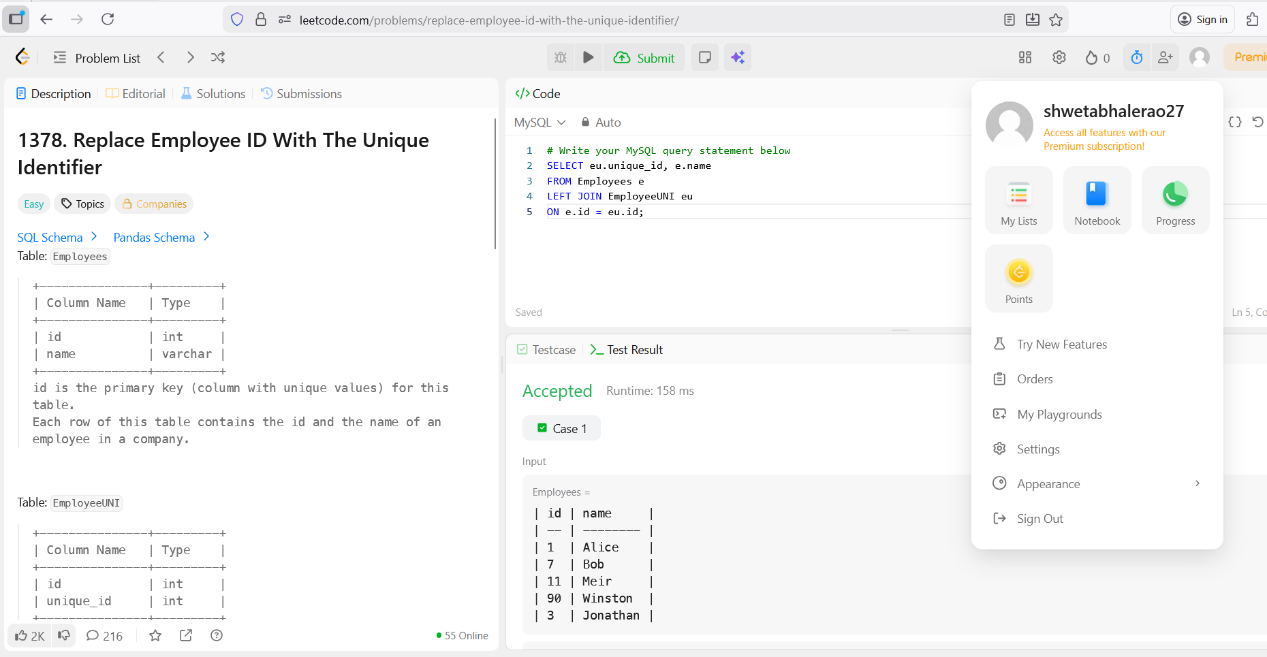 leetcode.com/problems/replace-employee-id-with-the-unique-identifier/
Sign in
Problem List
Submit
0
Premi
Description
Editorial
Solutions
Submissions
1378. Replace Employee ID With The Unique
Identifier
Easy
Topics
Companies
SQL Schema
Pandas Schema
Table: Employees
+---------------+---------+
| Column Name   | Type    |
+---------------+---------+
| id            | int     |
| name          | varchar |
+---------------+---------+
id is the primary key (column with unique values) for this
table.
Each row of this table contains the id and the name of an
employee in a company.
Table: EmployeeUNI
+---------------+---------+
| Column Name   | Type    |
+---------------+---------+
| id            | int     |
| unique_id     | int     |
+---------------+---------+
2K
216
55 Online
</> Code
MySQL
Auto
{}
1 # Write your MySQL query statement below
2 SELECT eu.unique_id, e.name
3 FROM Employees e
4 LEFT JOIN EmployeeUNI eu
5 ON e.id = eu.id;
Saved
Ln 5, Co
Testcase
Test Result
Accepted
Runtime: 158 ms
Case 1
Input
Employees =
| id | name     |
| -- | -------- |
| 1  | Alice    |
| 7  | Bob      |
| 11 | Meir     |
| 90 | Winston  |
| 3  | Jonathan |
shwetabhalerao27
Access all features with our
Premium subscription!
My Lists
Notebook
Progress
Points
Try New Features
Orders
My Playgrounds
Settings
Appearance
Sign Out